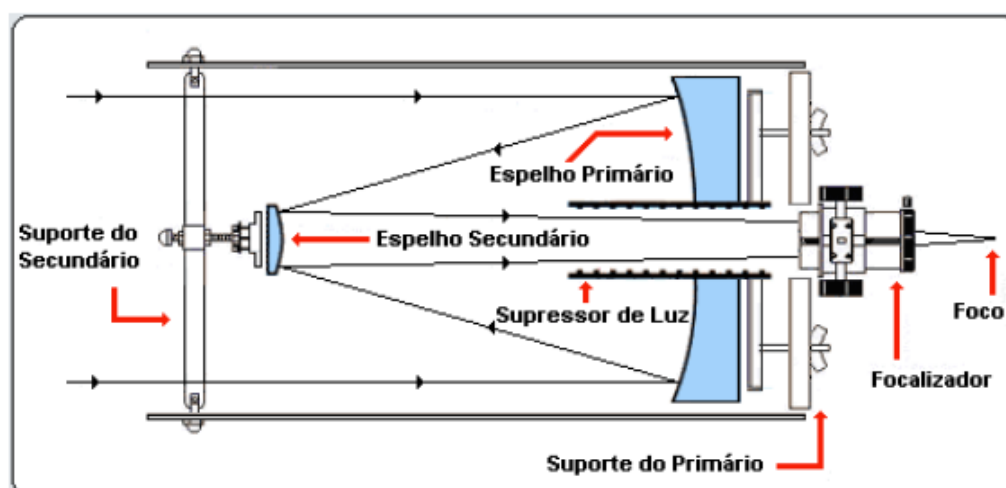 Espelho Primário
Suporte do
Secundário
Espelho Secundário
Supressor de Luz
Foco
Focalizador
Suporte do Primário